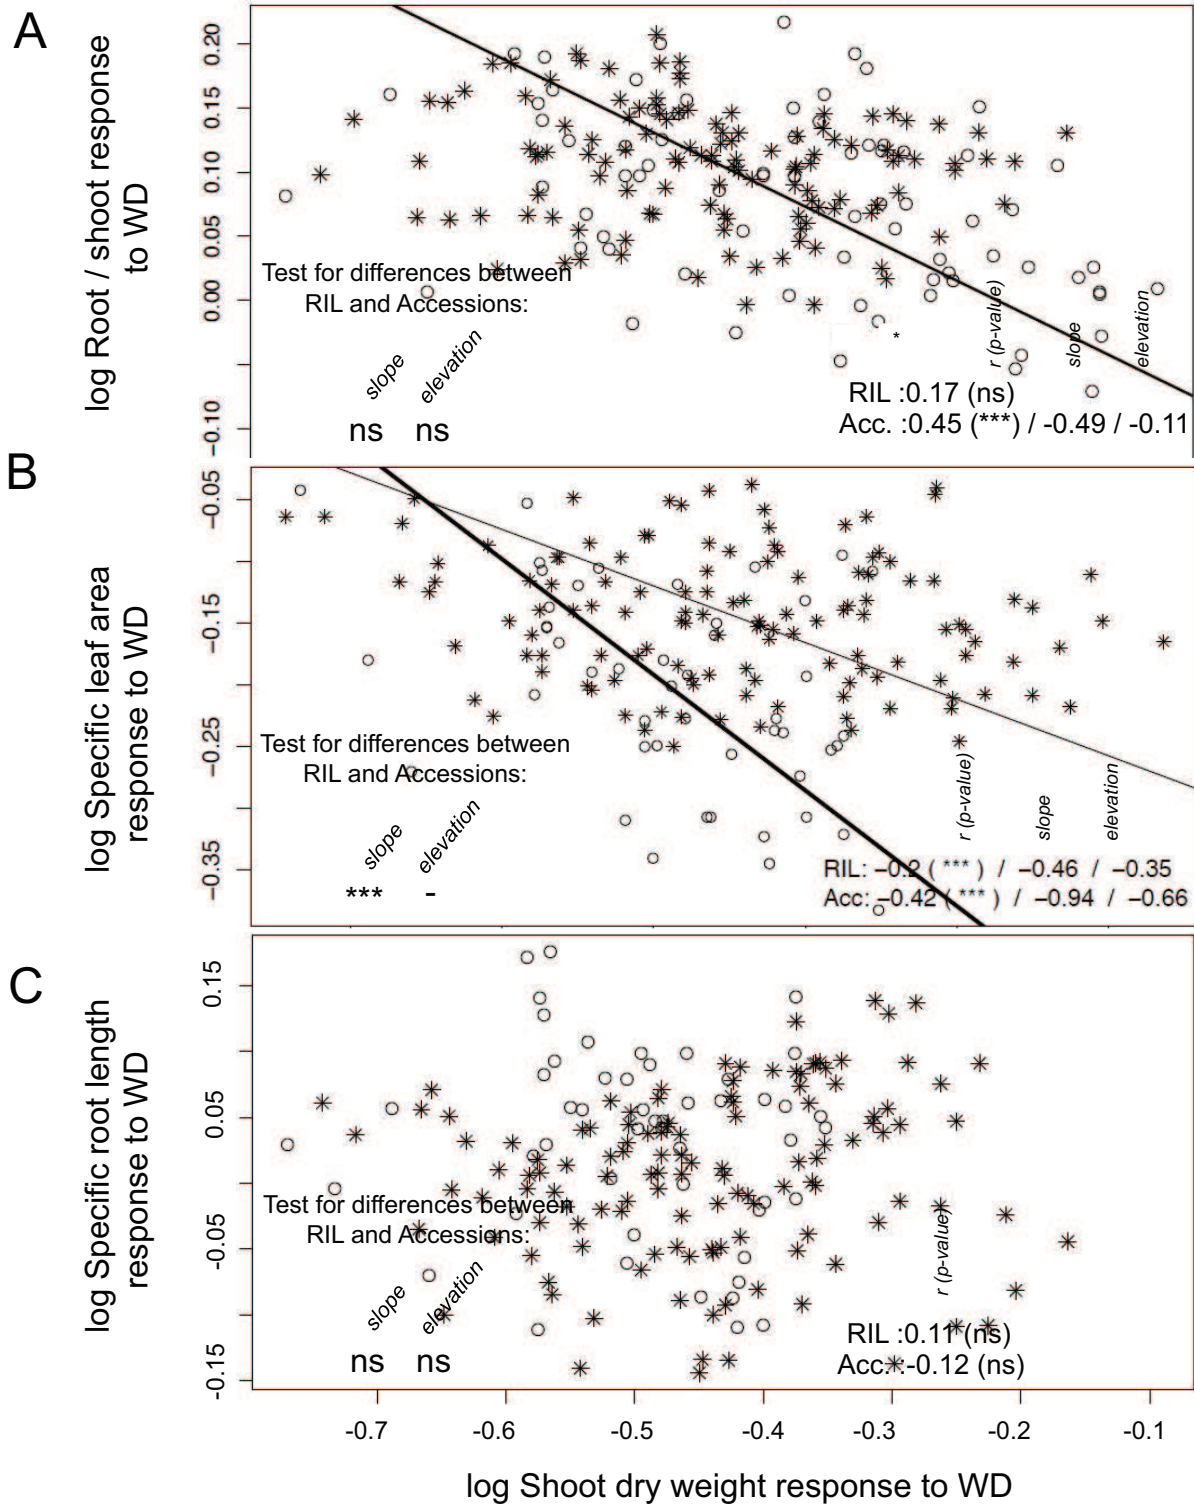 A
log Root / shoot response
to WD
0.20
0.15
0.10
0.05
0.00
-0.10
Test for differences between
RIL and Accessions:
slope
elevation
ns ns
*
r (p-value)
slope
elevation
RIL :0.17 (ns)
Acc. :0.45 (***) / -0.49 / -0.11
B
log Specific leaf area
response to WD
-0.05
-0.15
-0.25
-0.35
Test for differences between
RIL and Accessions:
slope
elevation
*** -
r (p-value)
slope
elevation
RIL: −0.2 ( *** ) / −0.46 / −0.35
Acc: −0.42 ( *** ) / −0.94 / −0.66
C
log Specific root length
response to WD
0.15
0.05
-0.05
-0.15
Test for differences between
RIL and Accessions:
slope
elevation
ns ns
r (p-value)
RIL :0.11 (ns)
Acc. :-0.12 (ns)
-0.7 -0.6 -0.5 -0.4 -0.3 -0.2 -0.1
log Shoot dry weight response to WD